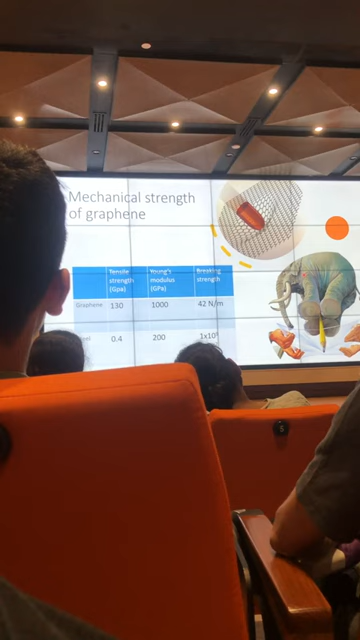 Mechanical strength
of graphene
Tensile strength (Gpa) Young's modulus (GPa) Breaking strength
Graphene 130 1000 42 N/m
0.4 200
5